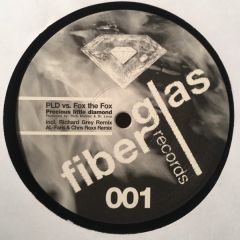 PLD vs. Fox the Fox
Precious little diamond
incl. Richard Grey Remix
AL-Faris & Chris Roxx Remix
fiberglas
records
001